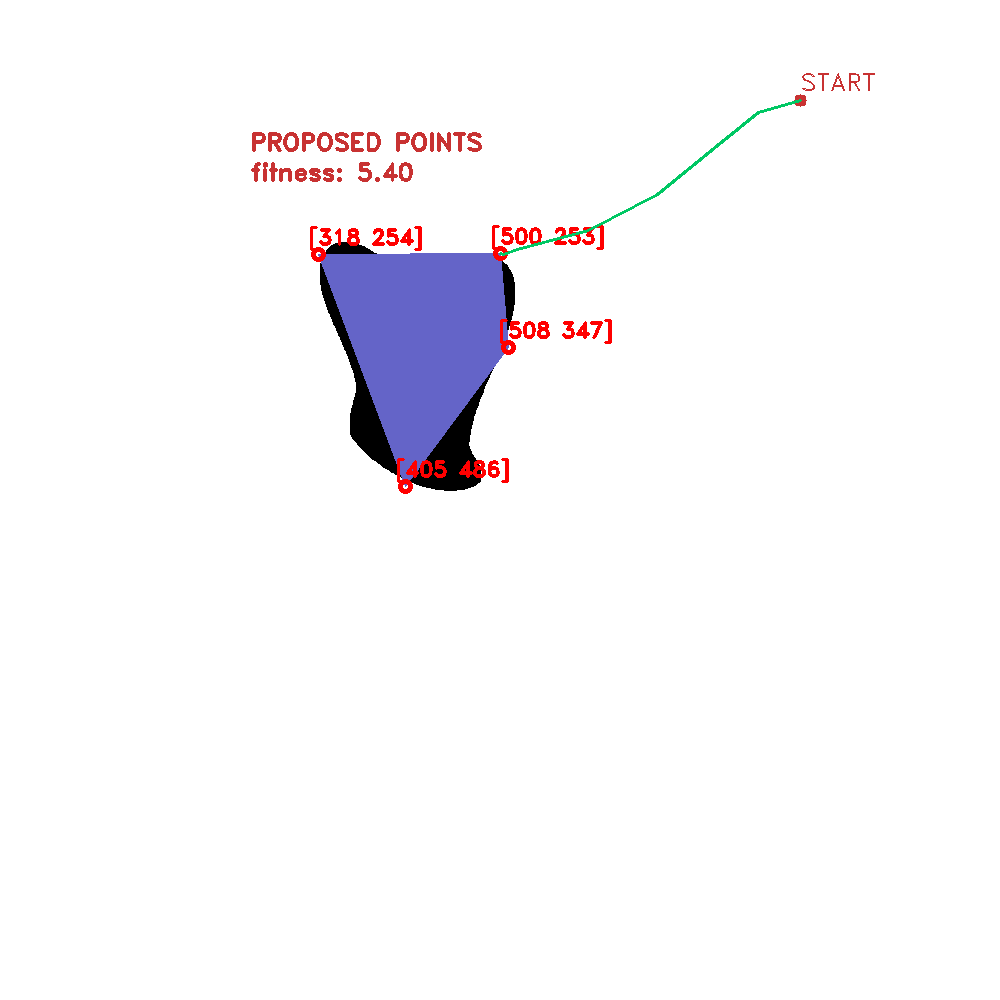 START
PROPOSED POINTS
fitness: 5.40
[318 254]
[500 253]
[508 347]
[405 486]